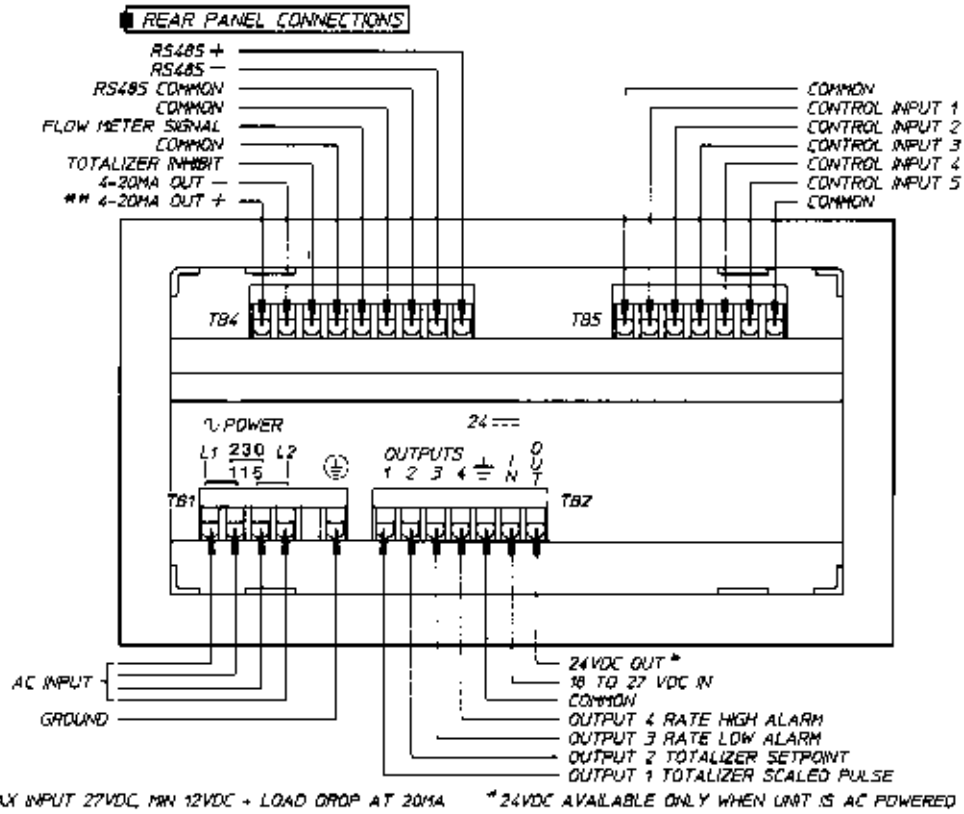 REAR PANEL CONNECTIONS
RS485 +
RS485 —
RS485 COMMON
COMMON
FLOW METER SIGNAL
COMMON
TOTALIZER INHIBIT
4-20MA OUT —
** 4-20MA OUT +
COMMON
CONTROL INPUT 1
CONTROL INPUT 2
CONTROL INPUT 3
CONTROL INPUT 4
CONTROL INPUT 5
COMMON
TB4
TB5
POWER
24
L1 230 L2
115
OUTPUTS
1 2 3 4
IN
OUT
TB1
TB2
AC INPUT
GROUND
24VDC OUT *
18 TO 27 VDC IN
COMMON
OUTPUT 4 RATE HIGH ALARM
OUTPUT 3 RATE LOW ALARM
OUTPUT 2 TOTALIZER SETPOINT
OUTPUT 1 TOTALIZER SCALED PULSE
AX INPUT 27VDC, MIN 12VDC + LOAD DROP AT 20MA
*24VDC AVAILABLE ONLY WHEN UNIT IS AC POWERED